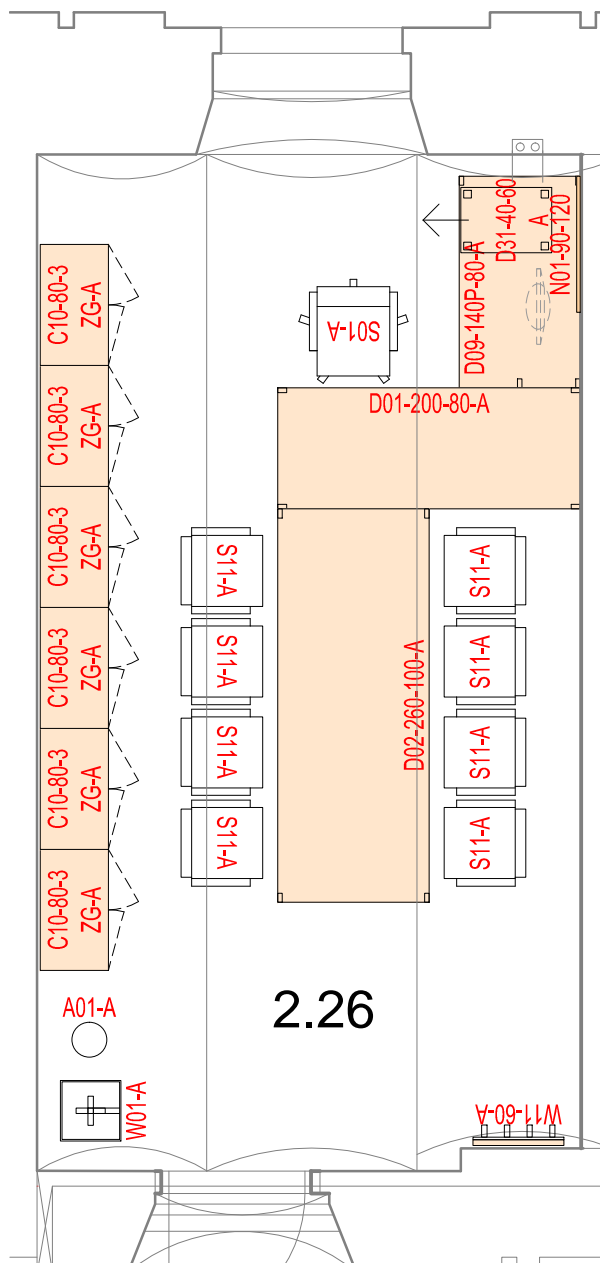 D31-40-60
A
N01-90-120
D09-140P-80-A
C10-80-3
ZG-A
S01-A
D01-200-80-A
C10-80-3
ZG-A
C10-80-3
ZG-A
S11-A
S11-A
C10-80-3
ZG-A
S11-A
S11-A
D02-260-100-A
C10-80-3
ZG-A
S11-A
S11-A
C10-80-3
ZG-A
S11-A
S11-A
A01-A
2.26
W01-A
W11-60-A